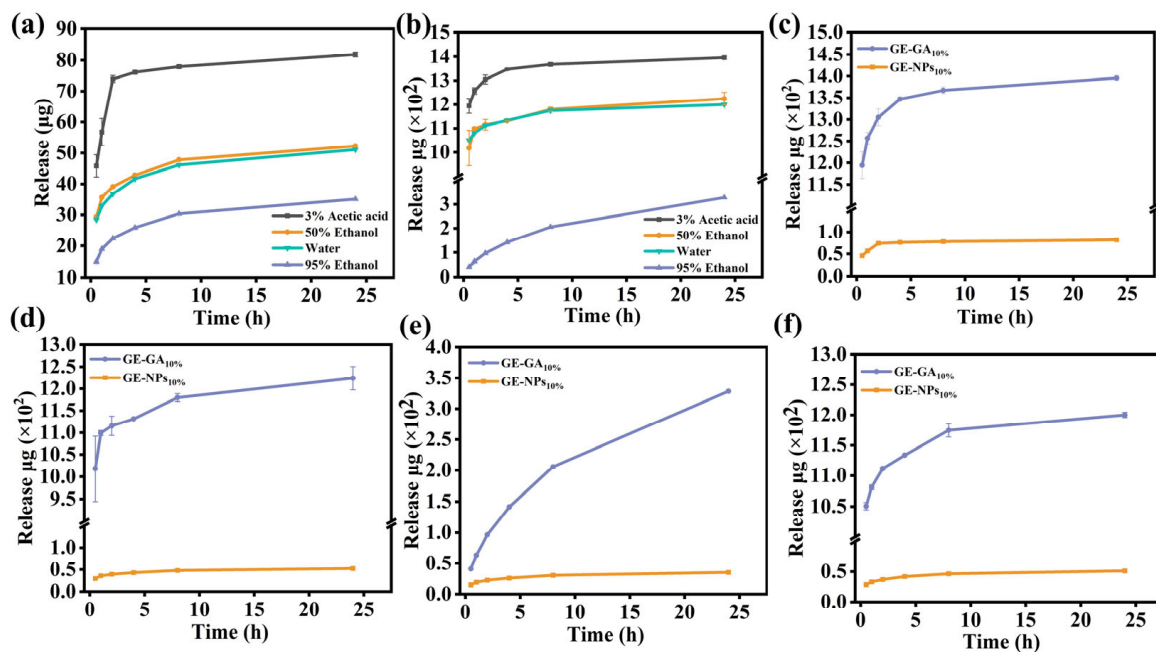 (a)
Release (μg)
90
80
70
60
50
40
30
20
10
3% Acetic acid
50% Ethanol
Water
95% Ethanol
0 5 10 15 20 25
Time (h)
(b)
Release μg (×10²)
15
14
13
12
11
10
3
2
1
0
3% Acetic acid
50% Ethanol
Water
95% Ethanol
0 5 10 15 20 25
Time (h)
(c)
Release μg (×10²)
15.0
14.5
14.0
13.5
13.0
12.5
12.0
11.5
1.0
0.5
0.0
GE-GA10%
GE-NPs10%
0 5 10 15 20 25
Time (h)
(d)
Release μg (×10²)
13.0
12.5
12.0
11.5
11.0
10.5
10.0
9.5
1.0
0.5
0.0
GE-GA10%
GE-NPs10%
0 5 10 15 20 25
Time (h)
(e)
Release μg (×10²)
4.0
3.5
3.0
2.5
2.0
1.5
1.0
0.5
0.0
GE-GA10%
GE-NPs10%
0 5 10 15 20 25
Time (h)
(f)
Release μg (×10²)
13.0
12.5
12.0
11.5
11.0
10.5
0.5
0.0
GE-GA10%
GE-NPs10%
0 5 10 15 20 25
Time (h)